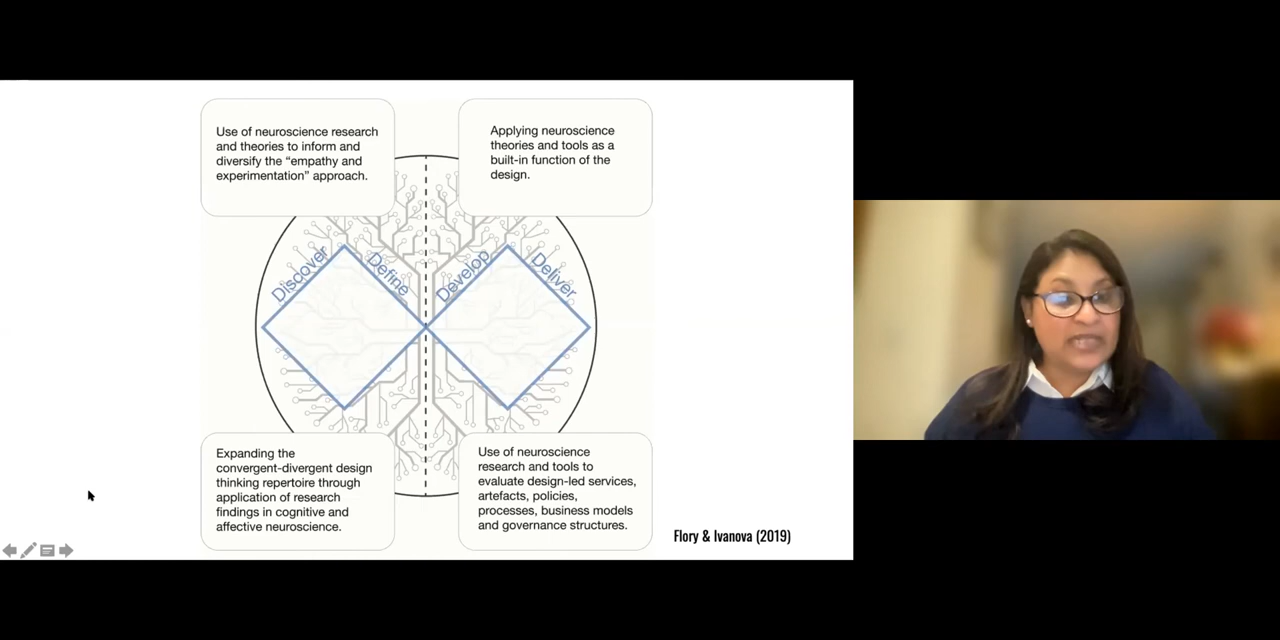 Use of neuroscience research
and theories to inform and
diversify the “empathy and
experimentation” approach.
Applying neuroscience
theories and tools as a
built-in function of the
design.
Discover
Define
Develop
Deliver
Expanding the
convergent-divergent design
thinking repertoire through
application of research
findings in cognitive and
affective neuroscience.
Use of neuroscience
research and tools to
evaluate design-led services,
artefacts, policies,
processes, business models
and governance structures.
Flory & Ivanova (2019)